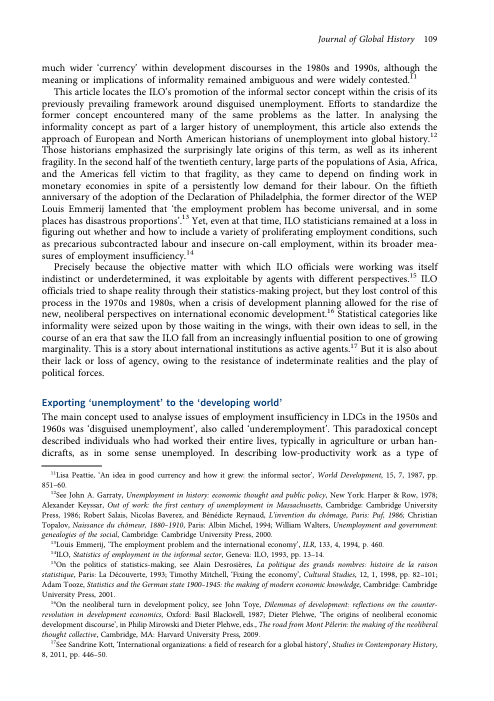 Journal of Global History 109
much wider 'currency' within development discourses in the 1980s and 1990s, although the
meaning or implications of informality remained ambiguous and were widely contested.11
This article locates the ILO's promotion of the informal sector concept within the crisis of its
previously prevailing framework around disguised unemployment. Efforts to standardize the
former concept encountered many of the same problems as the latter. In analysing the
informality concept as part of a larger history of unemployment, this article also extends the
approach of European and North American historians of unemployment into global history.12
Those historians emphasized the surprisingly late origins of this term, as well as its inherent
fragility. In the second half of the twentieth century, large parts of the populations of Asia, Africa,
and the Americas fell victim to that fragility, as they came to depend on finding work in
monetary economies in spite of a persistently low demand for their labour. On the fiftieth
anniversary of the adoption of the Declaration of Philadelphia, the former director of the WEP
Louis Emmerij lamented that 'the employment problem has become universal, and in some
places has disastrous proportions'.13 Yet, even at that time, ILO statisticians remained at a loss in
figuring out whether and how to include a variety of proliferating employment conditions, such
as precarious subcontracted labour and insecure on-call employment, within its broader mea-
sures of employment insufficiency.14
Precisely because the objective matter with which ILO officials were working was itself
indistinct or underdetermined, it was exploitable by agents with different perspectives.15 ILO
officials tried to shape reality through their statistics-making project, but they lost control of this
process in the 1970s and 1980s, when a crisis of development planning allowed for the rise of
new, neoliberal perspectives on international economic development.16 Statistical categories like
informality were seized upon by those waiting in the wings, with their own ideas to sell, in the
course of an era that saw the ILO fall from an increasingly influential position to one of growing
marginality. This is a story about international institutions as active agents.17 But it is also about
their lack or loss of agency, owing to the resistance of indeterminate realities and the play of
political forces.
Exporting 'unemployment' to the 'developing world'
The main concept used to analyse issues of employment insufficiency in LDCs in the 1950s and
1960s was 'disguised unemployment', also called 'underemployment'. This paradoxical concept
described individuals who had worked their entire lives, typically in agriculture or urban han-
dicrafts, as in some sense unemployed. In describing low-productivity work as a type of
11Lisa Peattie, 'An idea in good currency and how it grew: the informal sector', World Development, 15, 7, 1987, pp.
851–60.
12See John A. Garraty, Unemployment in history: economic thought and public policy, New York: Harper & Row, 1978;
Alexander Keyssar, Out of work: the first century of unemployment in Massachusetts, Cambridge: Cambridge University
Press, 1986; Robert Salais, Nicolas Baverez, and Bénédicte Reynaud, L'invention du chômage, Paris: Puf, 1986; Christian
Topalov, Naissance du chômeur, 1880–1910, Paris: Albin Michel, 1994; William Walters, Unemployment and government:
genealogies of the social, Cambridge: Cambridge University Press, 2000.
13Louis Emmerij, 'The employment problem and the international economy', ILR, 133, 4, 1994, p. 460.
14ILO, Statistics of employment in the informal sector, Geneva: ILO, 1993, pp. 13–14.
15On the politics of statistics-making, see Alain Desrosières, La politique des grands nombres: histoire de la raison
statistique, Paris: La Découverte, 1993; Timothy Mitchell, 'Fixing the economy', Cultural Studies, 12, 1, 1998, pp. 82–101;
Adam Tooze, Statistics and the German state 1900–1945: the making of modern economic knowledge, Cambridge: Cambridge
University Press, 2001.
16On the neoliberal turn in development policy, see John Toye, Dilemmas of development: reflections on the counter-
revolution in development economics, Oxford: Basil Blackwell, 1987; Dieter Plehwe, 'The origins of neoliberal economic
development discourse', in Philip Mirowski and Dieter Plehwe, eds., The road from Mont Pèlerin: the making of the neoliberal
thought collective, Cambridge, MA: Harvard University Press, 2009.
17See Sandrine Kott, 'International organizations: a field of research for a global history', Studies in Contemporary History,
8, 2011, pp. 446–50.